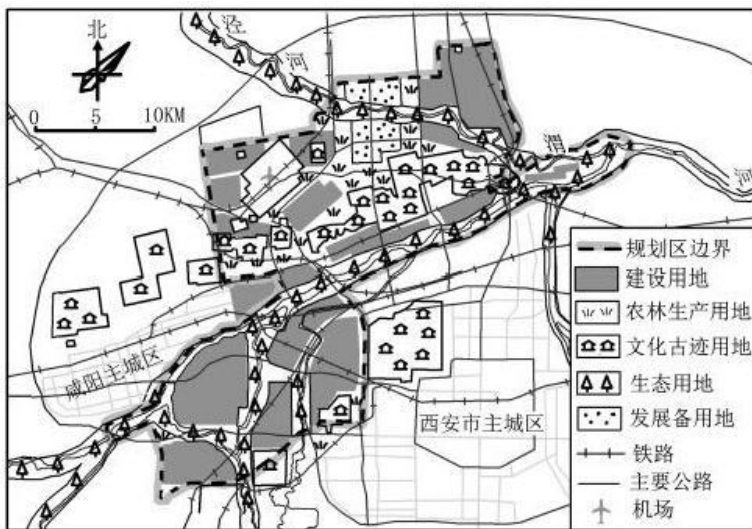 北
0 5 10KM
泾
河
渭
河
咸阳主城区
西安市主城区
规划区边界
建设用地
农林生产用地
文化古迹用地
生态用地
发展备用地
铁路
主要公路
机场